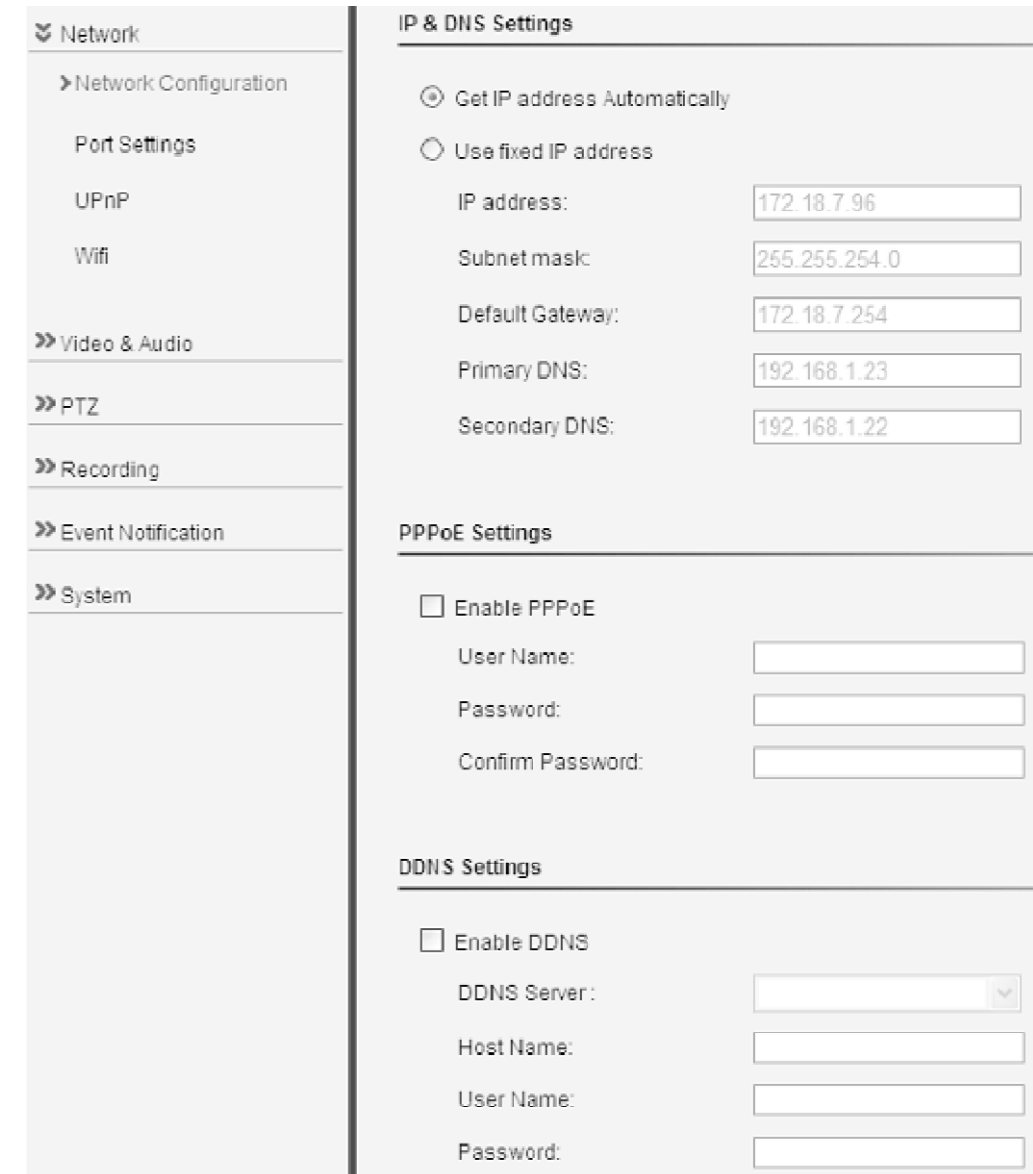 Network
Network Configuration
Port Settings
UPnP
Wifi
Video & Audio
PTZ
Recording
Event Notification
System
IP & DNS Settings
Get IP address Automatically
Use fixed IP address
IP address: 172.18.7.96
Subnet mask: 255.255.254.0
Default Gateway: 172.18.7.254
Primary DNS: 192.168.1.23
Secondary DNS: 192.168.1.22
PPPoE Settings
Enable PPPoE
User Name:
Password:
Confirm Password:
DDNS Settings
Enable DDNS
DDNS Server :
Host Name:
User Name:
Password: